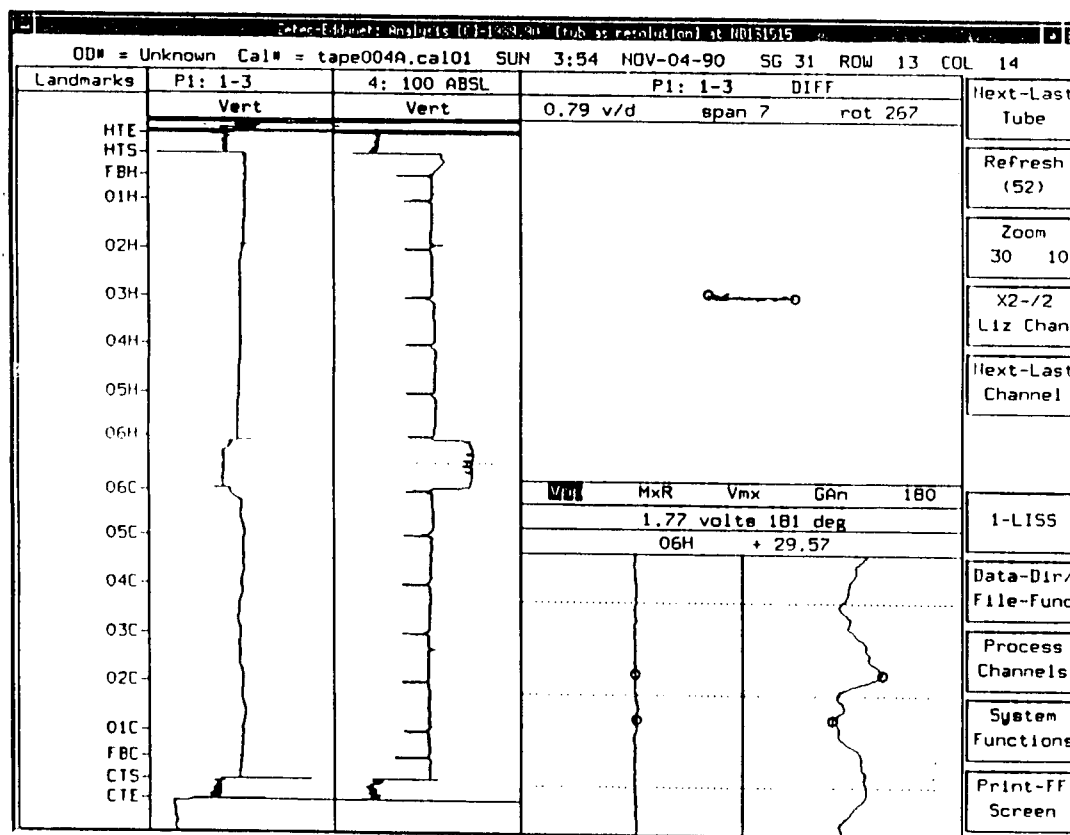 Zetec-Eddynet: Analysis
OD# = Unknown Cal# = tape004A.cal01 SUN 3:54 NOV-04-90 SG 31 ROW 13 COL 14
Landmarks P1: 1-3 4: 100 ABSL P1: 1-3 DIFF
Vert Vert 0.79 v/d span 7 rot 267
HTE
HTS
FBH
01H
02H
03H
04H
05H
06H
06C
05C
04C
03C
02C
01C
FBC
CTS
CTE
MxR Vmx GAn 180
1.77 volts 181 deg
06H + 29.57
Next-Last
Tube
Refresh
(52)
Zoom
30 10
X2-/2
Liz Chan
Next-Last
Channel
1-LISS
Data-Dir/
File-Func
Process
Channels
System
Functions
Print-FF
Screen